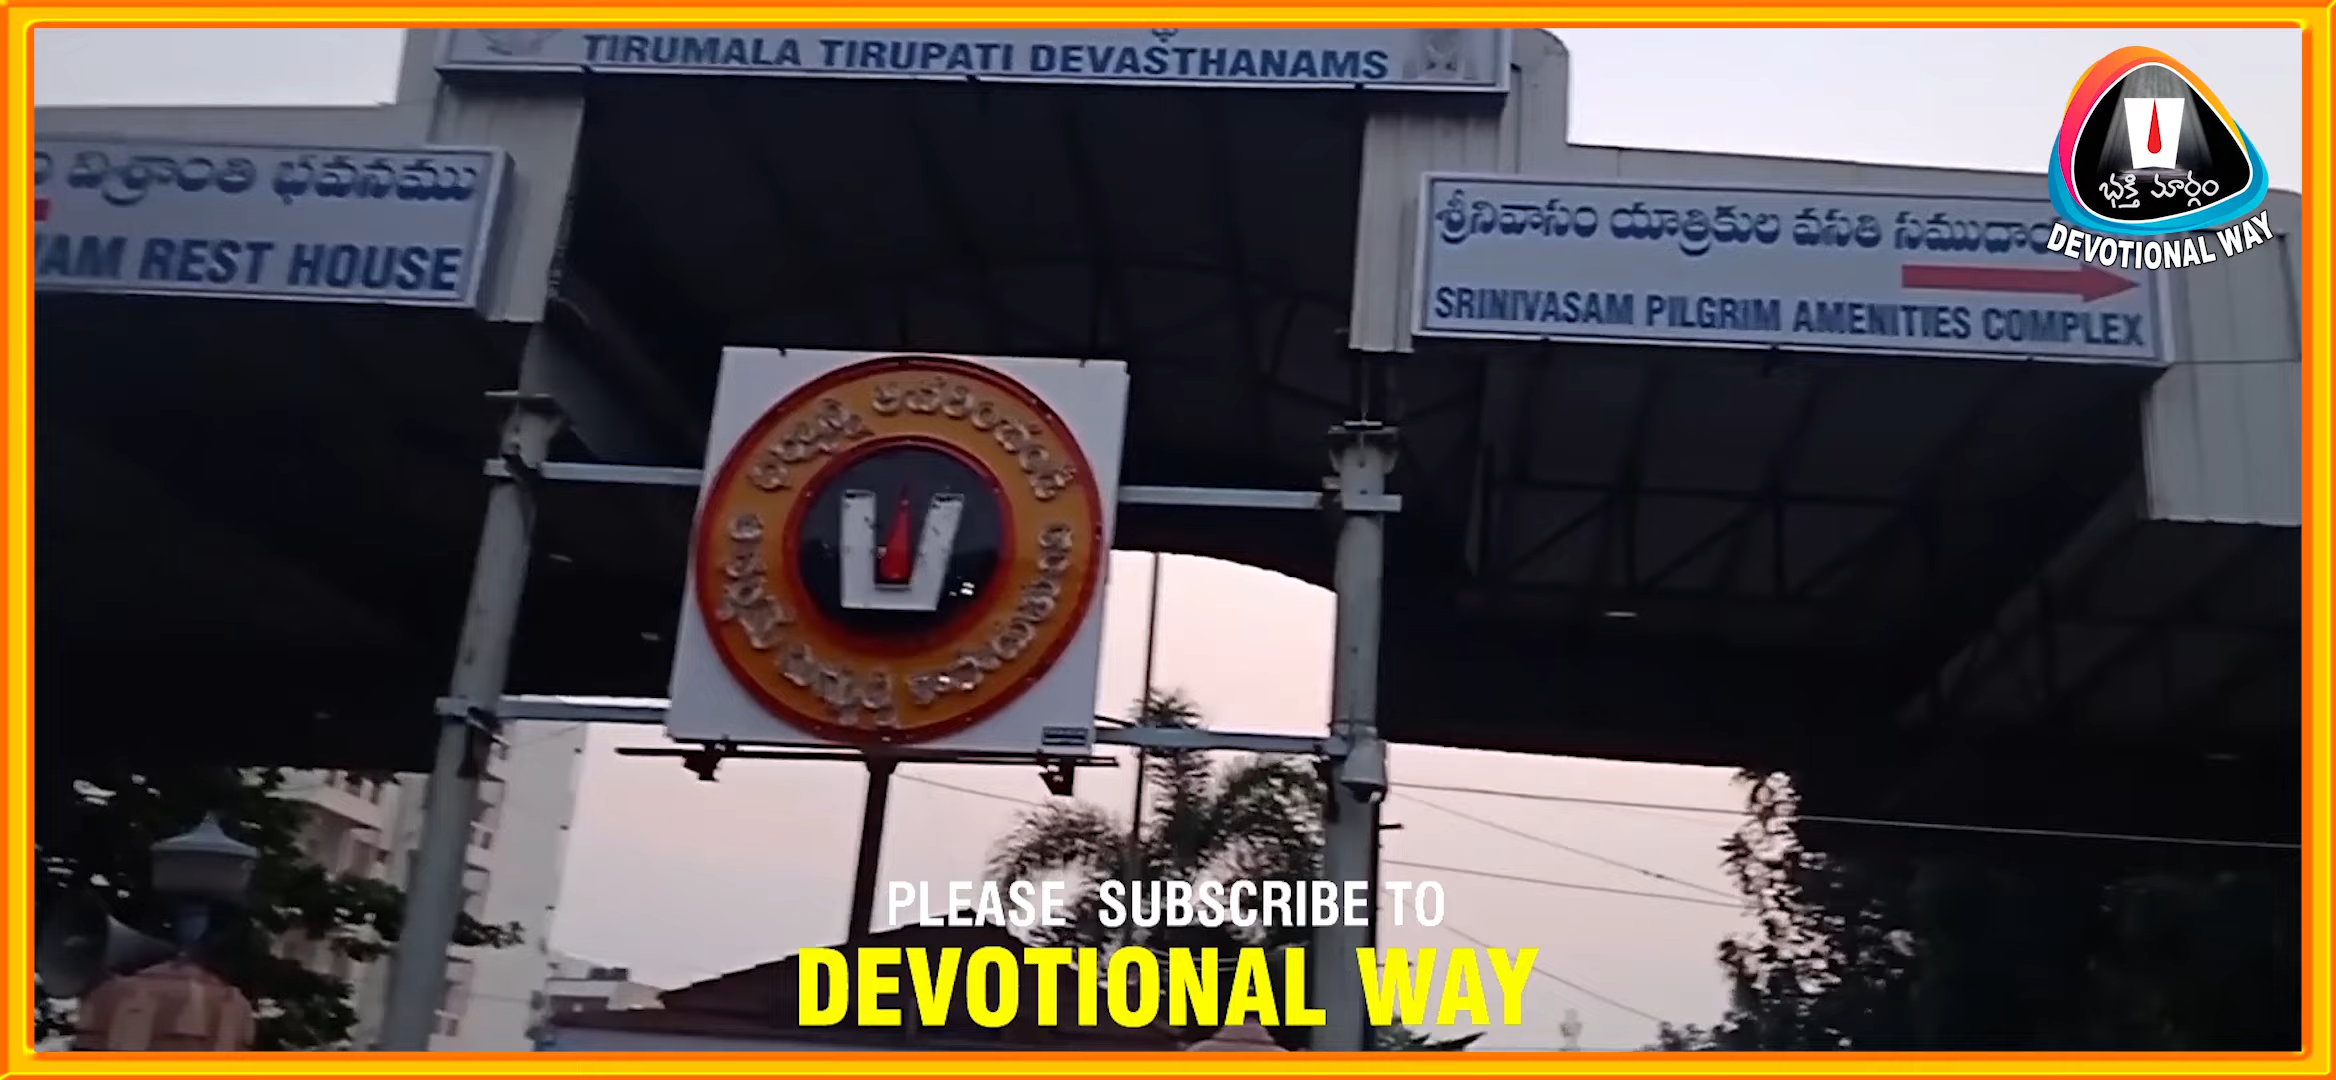 TIRUMALA TIRUPATI DEVASTHANAMS
విశ్రాంతి భవనము
REST HOUSE
శ్రీనివాసం యాత్రికుల వసతి
SRINIVASAM PILGRIM AMENITIES COMPLEX
భక్తి మార్గం
DEVOTIONAL WAY
PLEASE SUBSCRIBE TO
DEVOTIONAL WAY